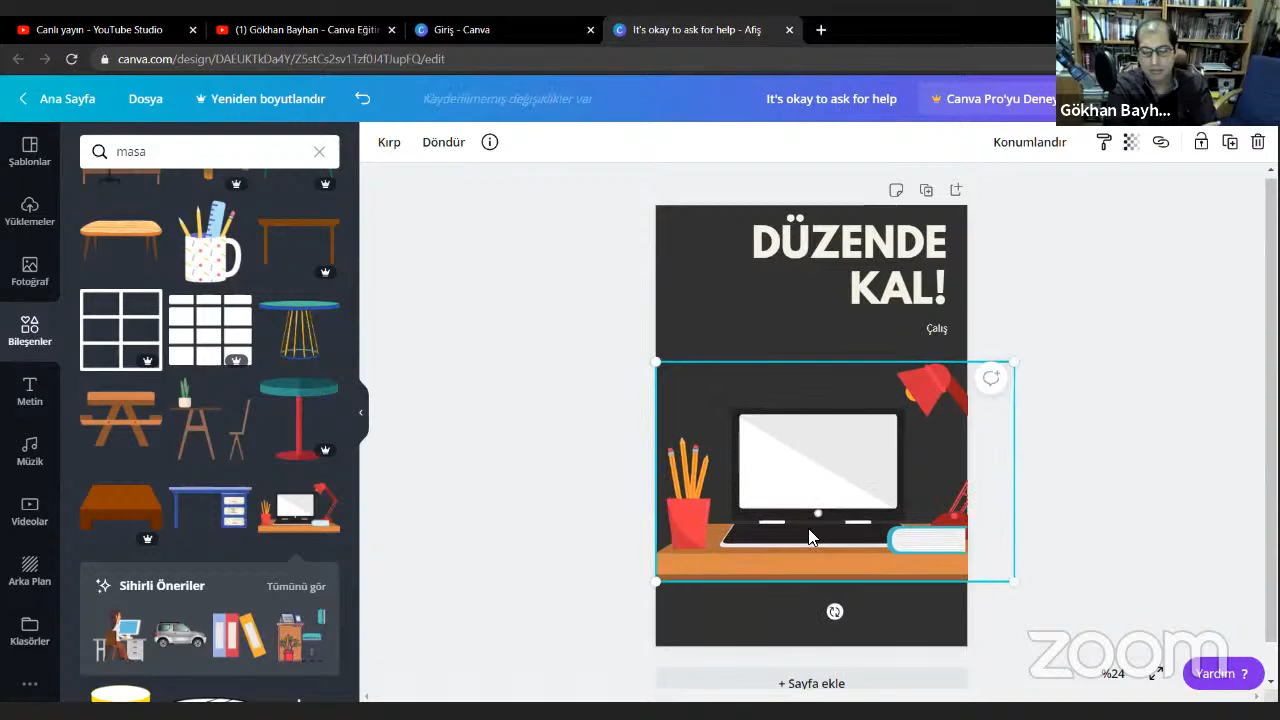 Canlı yayın - YouTube Studio
(1) Gökhan Bayhan - Canva Eğiti
Giriş - Canva
It's okay to ask for help - Afiş
canva.com/design/DAEUKTkDa4Y/Z5stCs2sv1Tzf0J4TJupFQ/edit
Ana Sayfa
Dosya
Yeniden boyutlandır
Kaydedilmemiş değişiklikler var
It's okay to ask for help
Canva Pro'yu Deney
Gökhan Bayh...
Şablonlar
Yüklemeler
Fotoğraf
Bileşenler
Metin
Müzik
Videolar
Arka Plan
Klasörler
masa
Kırp
Döndür
Konumlandır
DÜZENDE
KAL!
Çalış
Sihirli Öneriler
Tümünü gör
+ Sayfa ekle
%24
Yardım ?
zoom